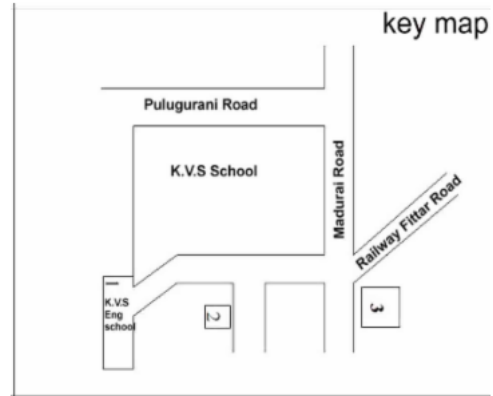 key map
Pulugurani Road
K.V.S School
Madurai Road
Railway Fittar Road
K.V.S
Eng
school
2
3